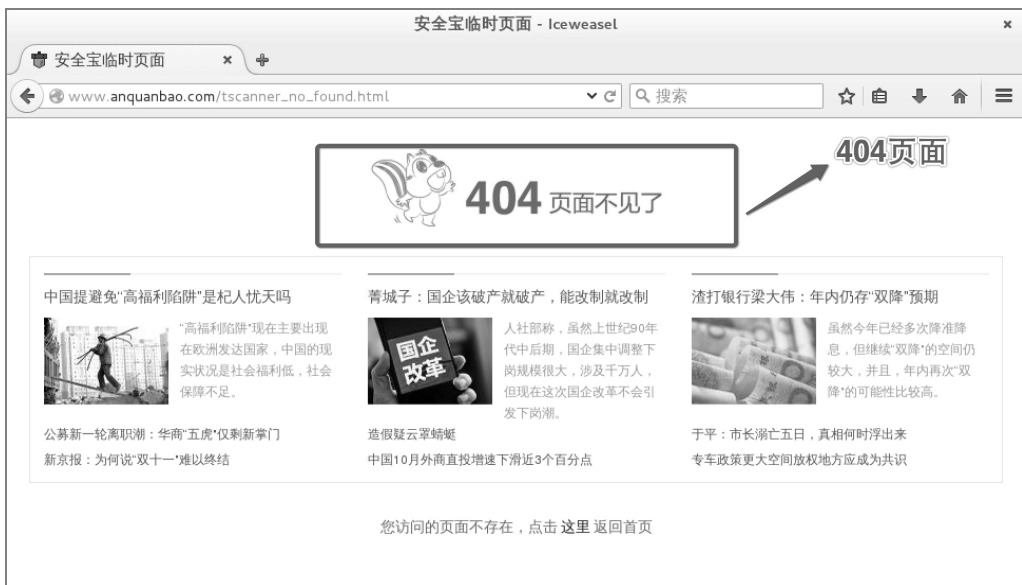 安全宝临时页面 - Iceweasel
安全宝临时页面
www.anquanbao.com/tscanner_no_found.html
搜索
404 页面不见了
404页面
中国提避免“高福利陷阱”是杞人忧天吗
“高福利陷阱”现在主要出现
在欧洲发达国家，中国的现
实状况是社会福利低，社会
保障不足。
公募新一轮离职潮：华商“五虎”仅剩新掌门
新京报：为何说“双十一”难以终结
菁城子：国企该破产就破产，能改制就改制
国企
改革
人社部称，虽然上世纪90年
代中后期，国企集中调整下
岗规模很大，涉及千万人，
但现在这次国企改革不会引
发下岗潮。
造假疑云罩蜻蜓
中国10月外商直投增速下滑近3个百分点
渣打银行梁大伟：年内仍存“双降”预期
虽然今年已经多次降准降
息，但继续“双降”的空间仍
较大，并且，年内再次“双
降”的可能性比较高。
于平：市长溺亡五日，真相何时浮出来
专车政策更大空间放权地方应成为共识
您访问的页面不存在，点击 这里 返回首页